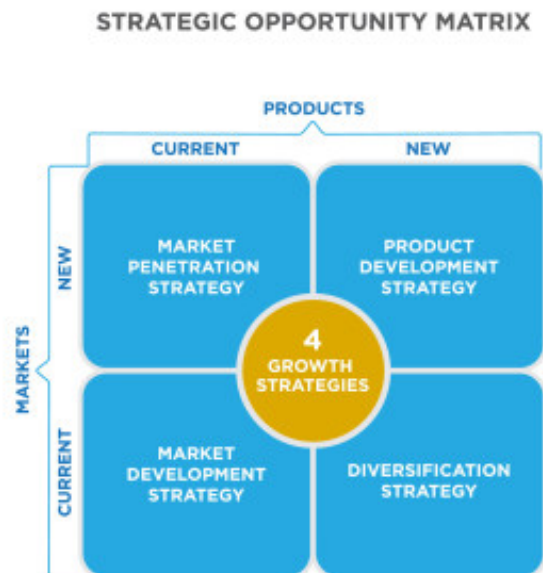 STRATEGIC OPPORTUNITY MATRIX
PRODUCTS
CURRENT
NEW
MARKETS
NEW
MARKET
PENETRATION
STRATEGY
PRODUCT
DEVELOPMENT
STRATEGY
4
GROWTH
STRATEGIES
CURRENT
MARKET
DEVELOPMENT
STRATEGY
DIVERSIFICATION
STRATEGY